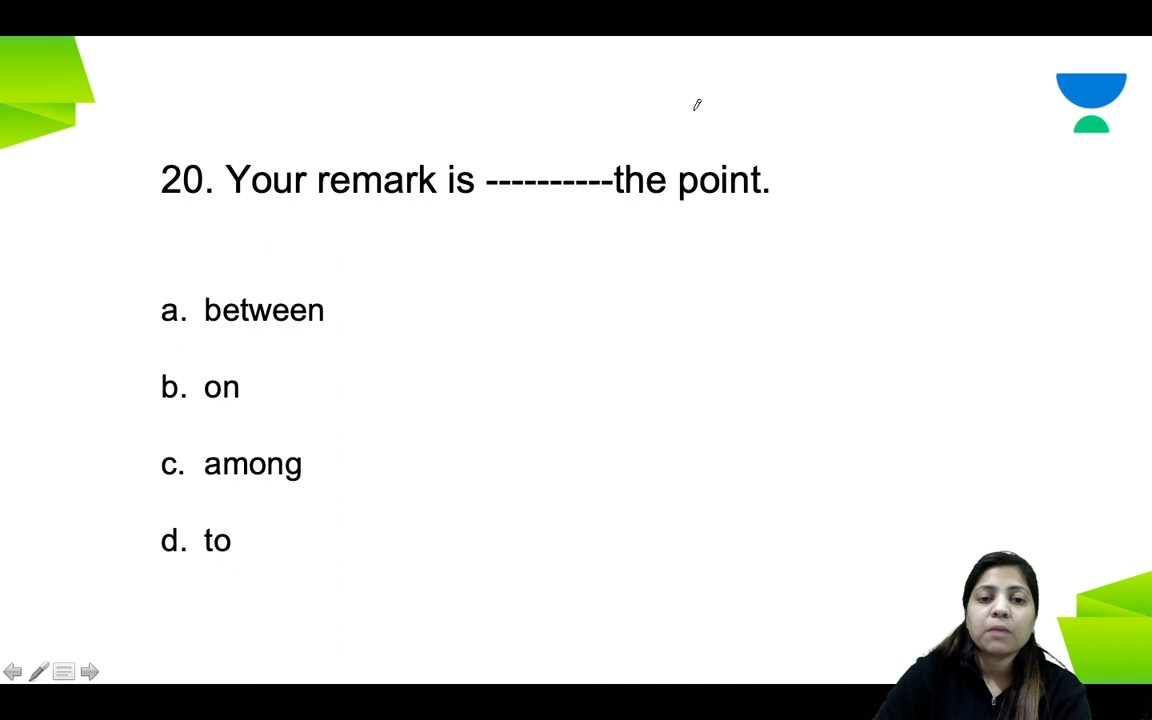 20. Your remark is ----------the point.
a. between
b. on
c. among
d. to